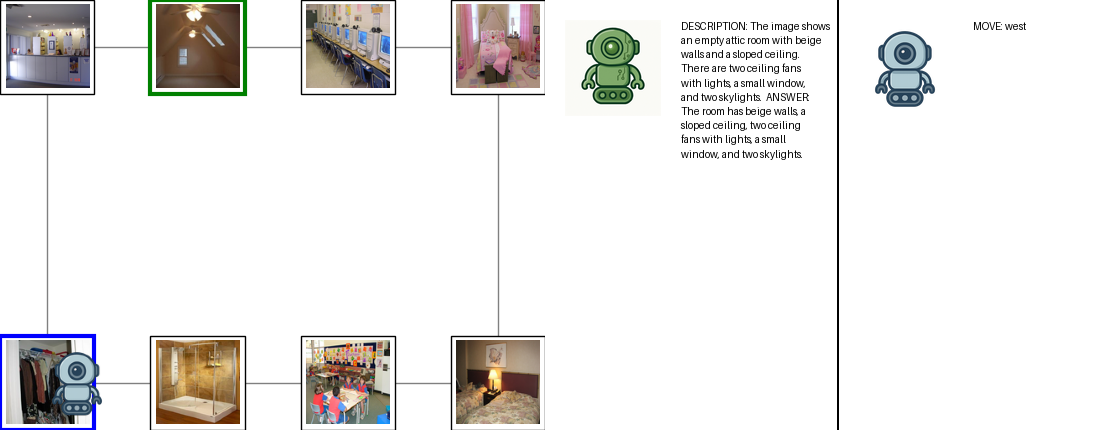 DESCRIPTION: The image shows
an empty attic room with beige
walls and a sloped ceiling.
There are two ceiling fans
with lights, a small window,
and two skylights. ANSWER:
The room has beige walls, a
sloped ceiling, two ceiling
fans with lights, a small
window, and two skylights.
MOVE: west